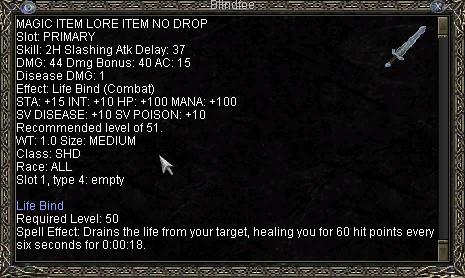 Blindfoe
MAGIC ITEM LORE ITEM NO DROP
Slot: PRIMARY
Skill: 2H Slashing Atk Delay: 37
DMG: 44 Dmg Bonus: 40 AC: 15
Disease DMG: 1
Effect: Life Bind (Combat)
STA: +15 INT: +10 HP: +100 MANA: +100
SV DISEASE: +10 SV POISON: +10
Recommended level of 51.
WT: 1.0 Size: MEDIUM
Class: SHD
Race: ALL
Slot 1, type 4: empty
Life Bind
Required Level: 50
Spell Effect: Drains the life from your target, healing you for 60 hit points every
six seconds for 0:00:18.